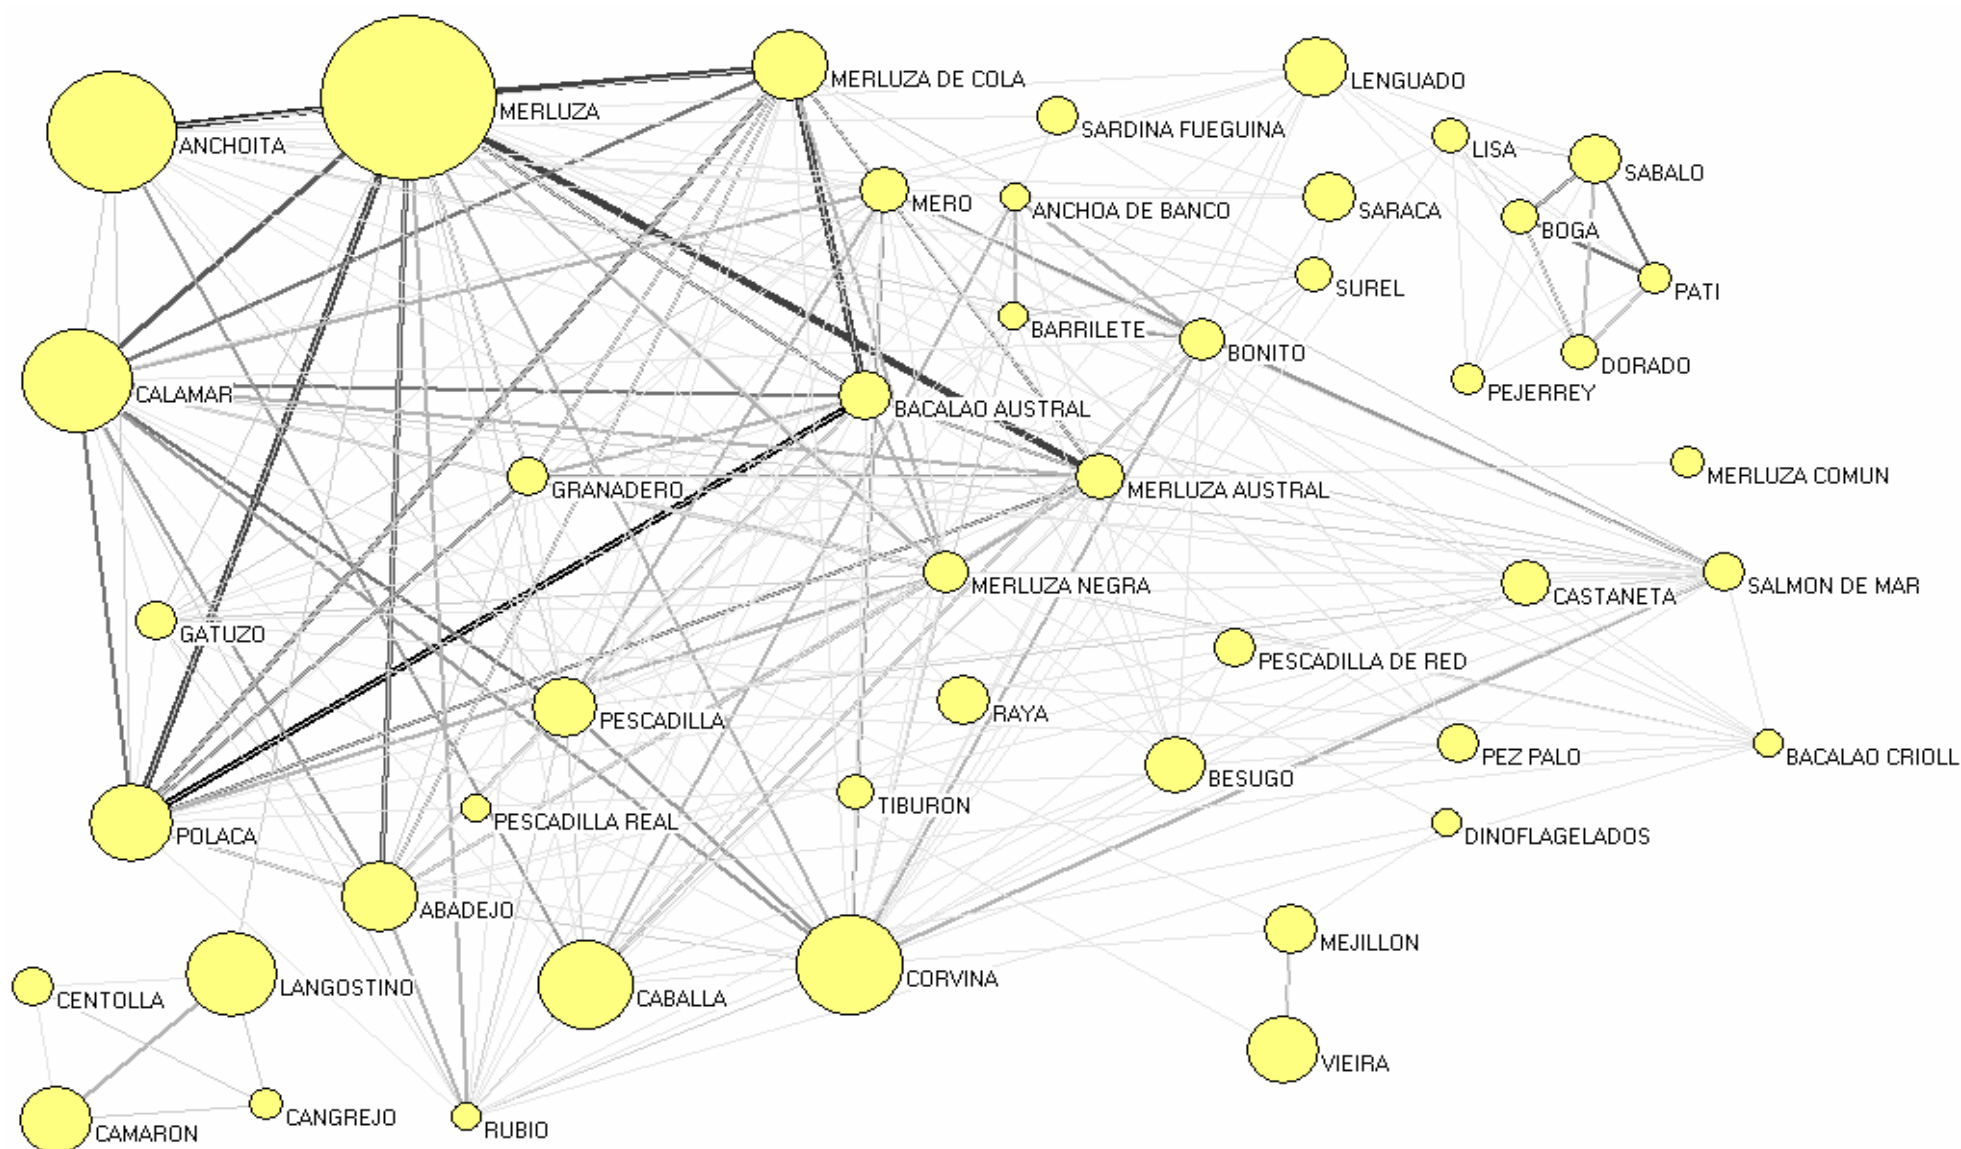 MERLUZA DE COLA
LENGUADO
MERLUZA
SARDINA FUEGUINA
ANCHOITA
LISA
SABALO
MERO
ANCHOA DE BANCO
SARACA
BOGA
SUREL
PATI
BARRILETE
BONITO
DORADO
CALAMAR
PEJERREY
BACALAO AUSTRAL
GRANADERO
MERLUZA AUSTRAL
MERLUZA COMUN
MERLUZA NEGRA
CASTANETA
SALMON DE MAR
GATUZO
PESCADILLA DE RED
PESCADILLA
RAYA
PEZ PALO
BACALAO CRIOLL
BESUGO
TIBURON
PESCADILLA REAL
POLACA
DINOFLAGELADOS
ABADEJO
MEJILLON
CORVINA
LANGOSTINO
CENTOLLA
CABALLA
VIEIRA
CANGREJO
RUBIO
CAMARON